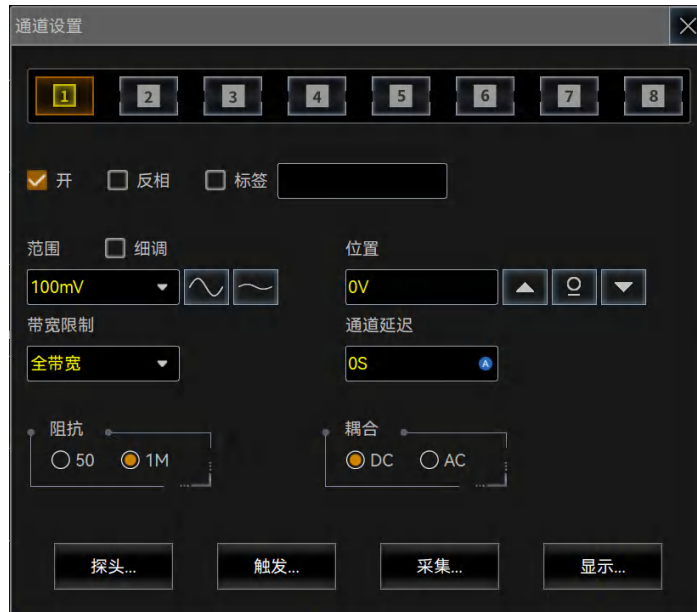 通道设置
1 2 3 4 5 6 7 8
开 反相 标签
范围 细调 位置
100mV 0V
带宽限制 通道延迟
全带宽 0S A
阻抗 耦合
50 1M DC AC
探头... 触发... 采集... 显示...